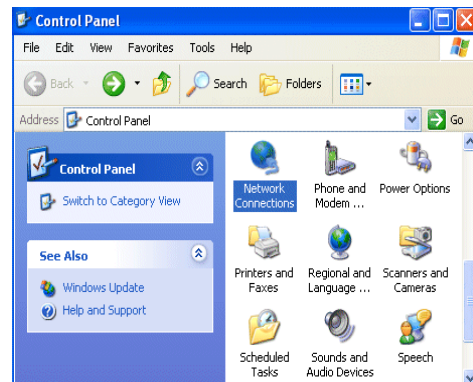 Control Panel
File Edit View Favorites Tools Help
Back Search Folders
Address Control Panel Go
Control Panel
Switch to Category View
See Also
Windows Update
Help and Support
Network Connections
Phone and Modem ...
Power Options
Printers and Faxes
Regional and Language ...
Scanners and Cameras
Scheduled Tasks
Sounds and Audio Devices
Speech